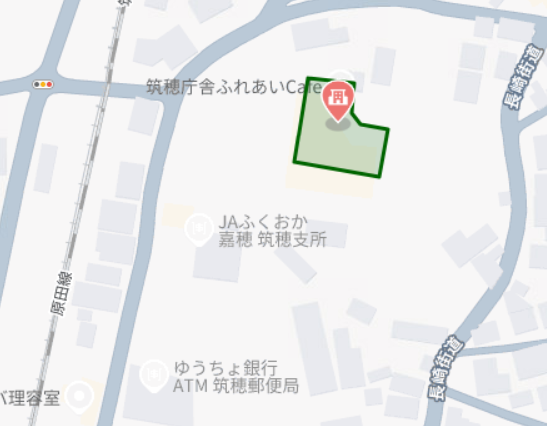 長崎街道
筑穂庁舎ふれあいCafe
JAふくおか
嘉穂 筑穂支所
原田線
長崎街道
ゆうちょ銀行
ATM 筑穂郵便局
バ理容室